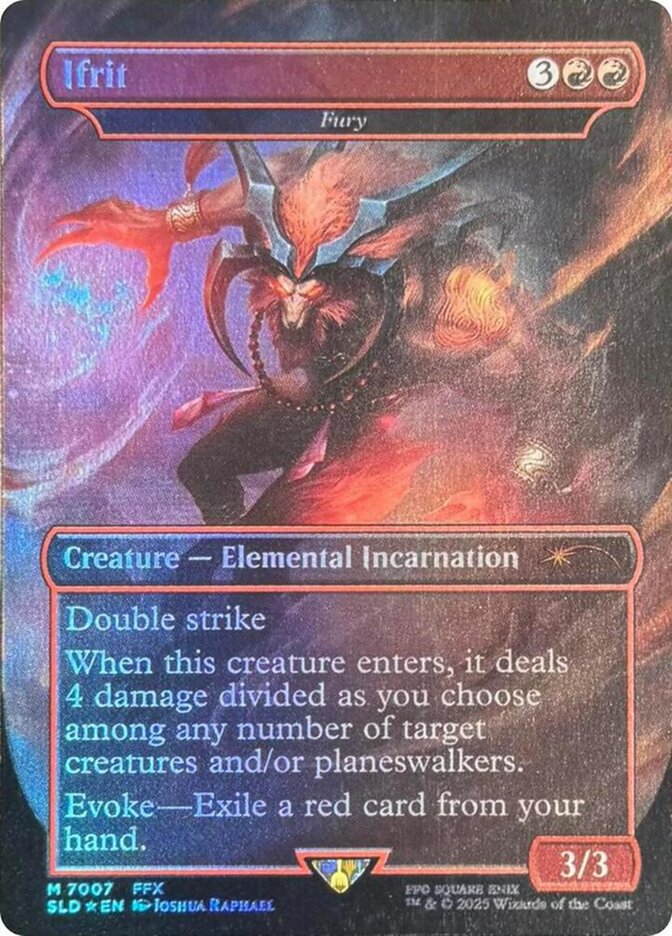 Ifrit 3
Fury
Creature — Elemental Incarnation
Double strike
When this creature enters, it deals
4 damage divided as you choose
among any number of target
creatures and/or planeswalkers.
Evoke—Exile a red card from your
hand.
3/3
M 7007 FFX
SLD ★ EN Joshua Raphael
SQUARE ENIX
™ & © 2025 Wizards of the Coast